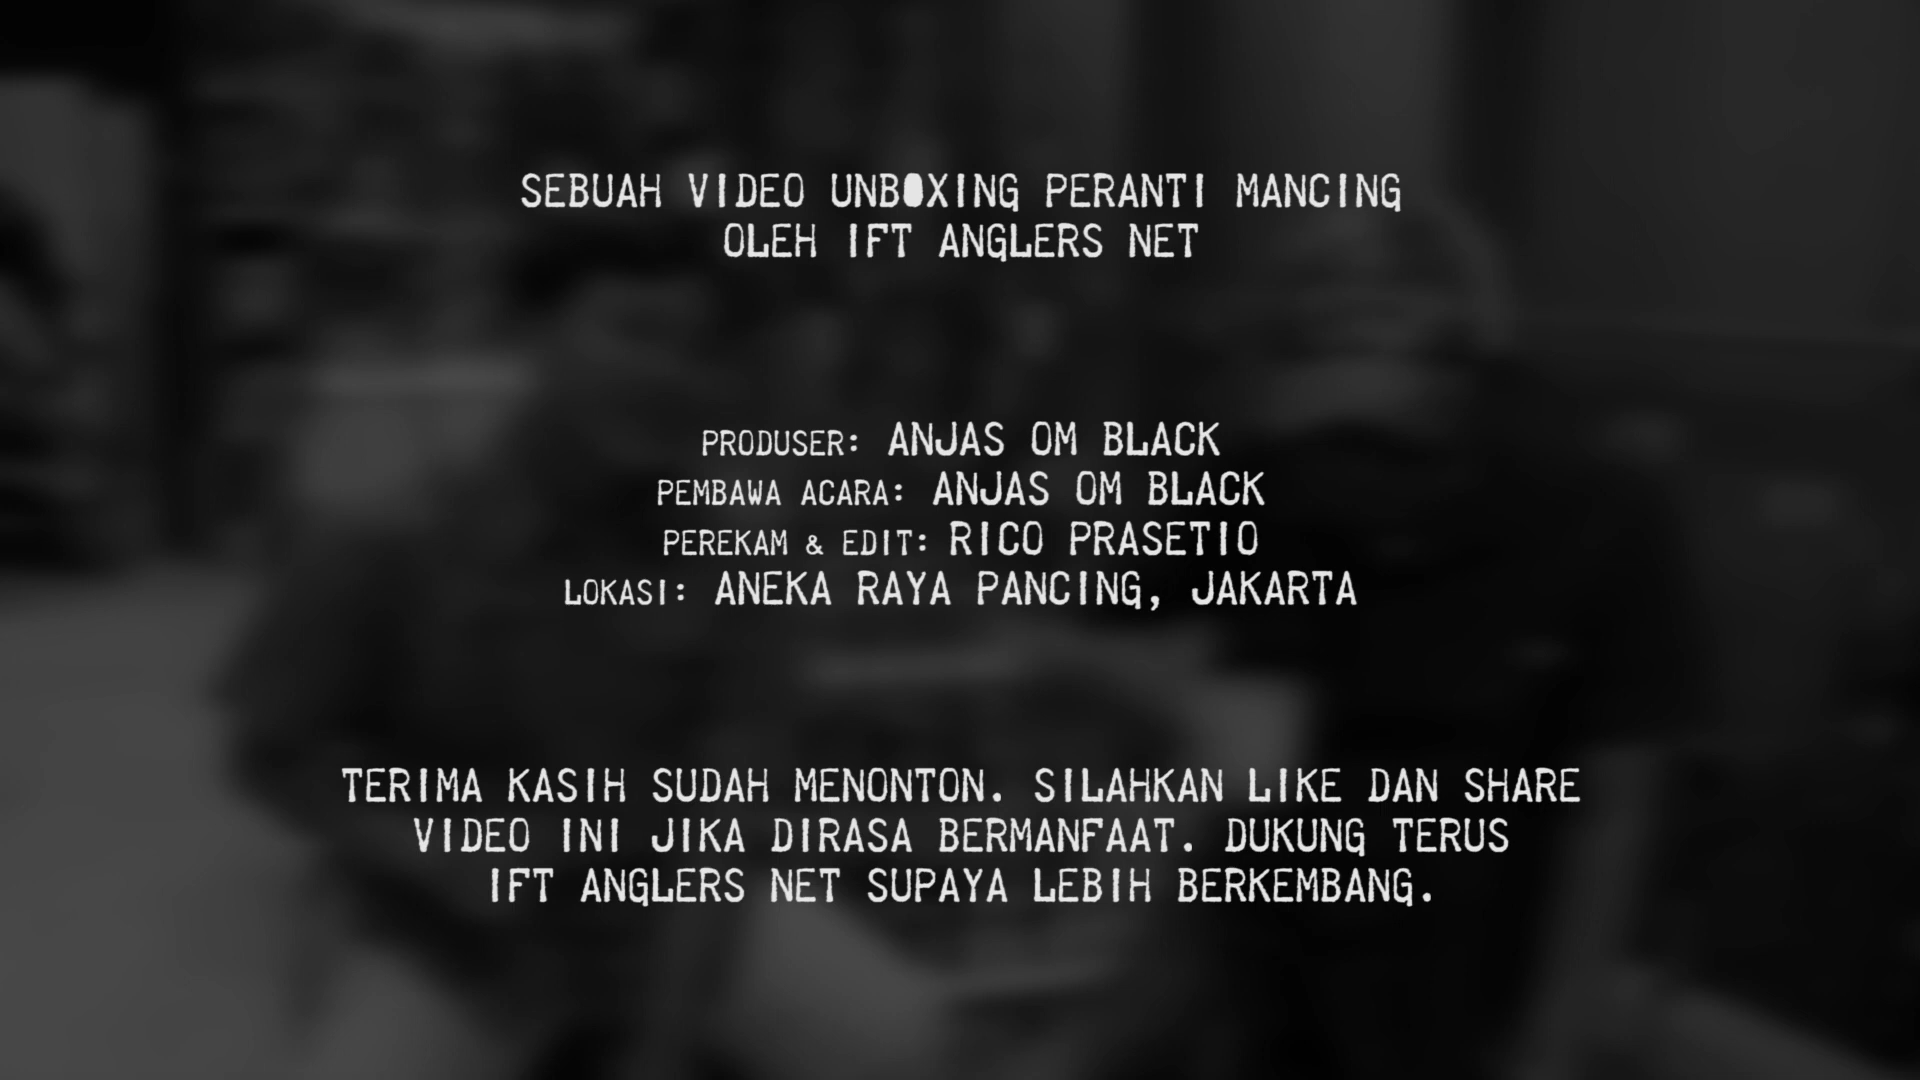 SEBUAH VIDEO UNBOXING PERANTI MANCING
OLEH IFT ANGLERS NET
PRODUSER: ANJAS OM BLACK
PEMBAWA ACARA: ANJAS OM BLACK
PEREKAM & EDIT: RICO PRASETIO
LOKASI: ANEKA RAYA PANCING, JAKARTA
TERIMA KASIH SUDAH MENONTON. SILAHKAN LIKE DAN SHARE
VIDEO INI JIKA DIRASA BERMANFAAT. DUKUNG TERUS
IFT ANGLERS NET SUPAYA LEBIH BERKEMBANG.